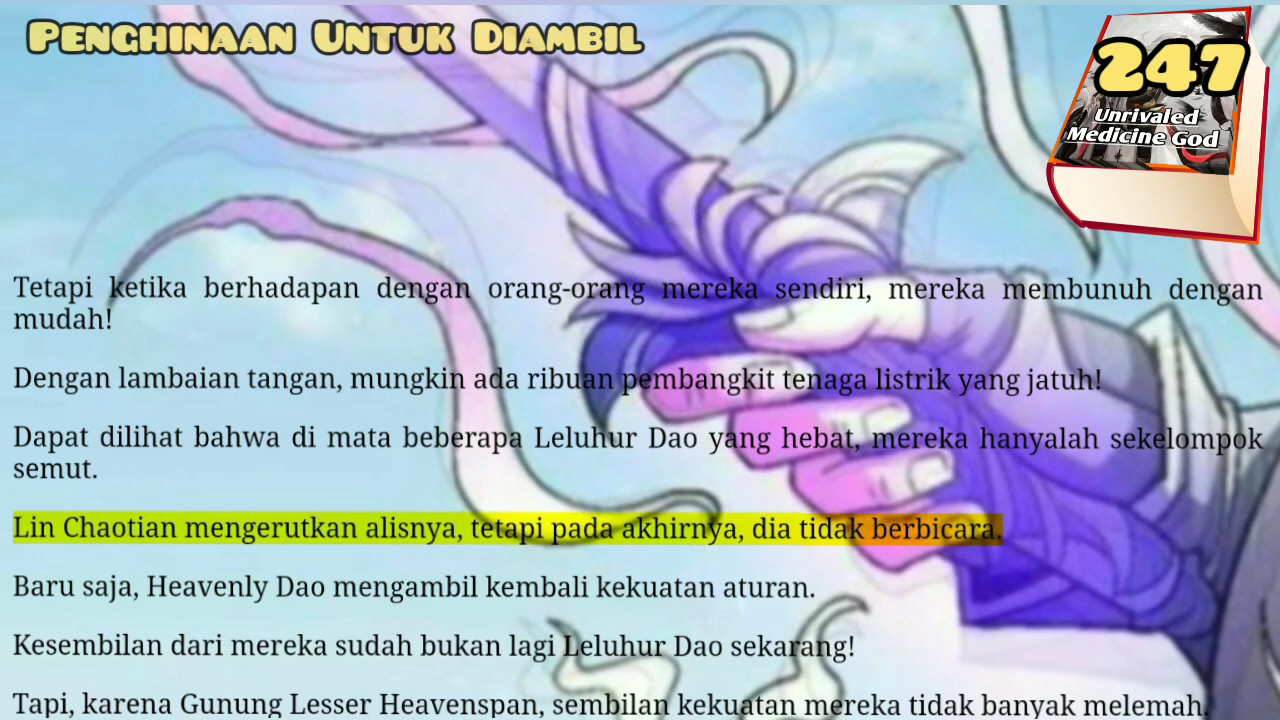 Penghinaan Untuk Diambil
247
Unrivaled
Medicine God
Tetapi ketika berhadapan dengan orang-orang mereka sendiri, mereka membunuh dengan
mudah!
Dengan lambaian tangan, mungkin ada ribuan pembangkit tenaga listrik yang jatuh!
Dapat dilihat bahwa di mata beberapa Leluhur Dao yang hebat, mereka hanyalah sekelompok
semut.
Lin Chaotian mengerutkan alisnya, tetapi pada akhirnya, dia tidak berbicara.
Baru saja, Heavenly Dao mengambil kembali kekuatan aturan.
Kesembilan dari mereka sudah bukan lagi Leluhur Dao sekarang!
Tapi, karena Gunung Lesser Heavenspan, sembilan kekuatan mereka tidak banyak melemah.